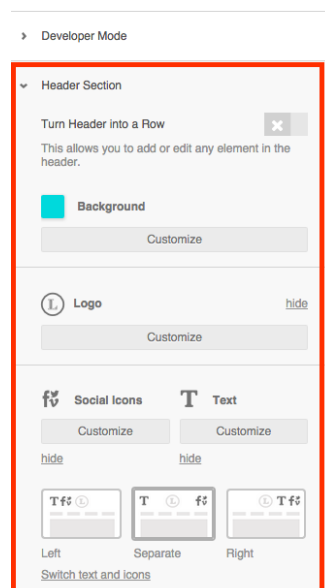 Developer Mode
Header Section
Turn Header into a Row
This allows you to add or edit any element in the
header.
Background
Customize
L Logo hide
Customize
Social Icons T Text
Customize Customize
hide hide
T f L T L f L T f
Left Separate Right
Switch text and icons